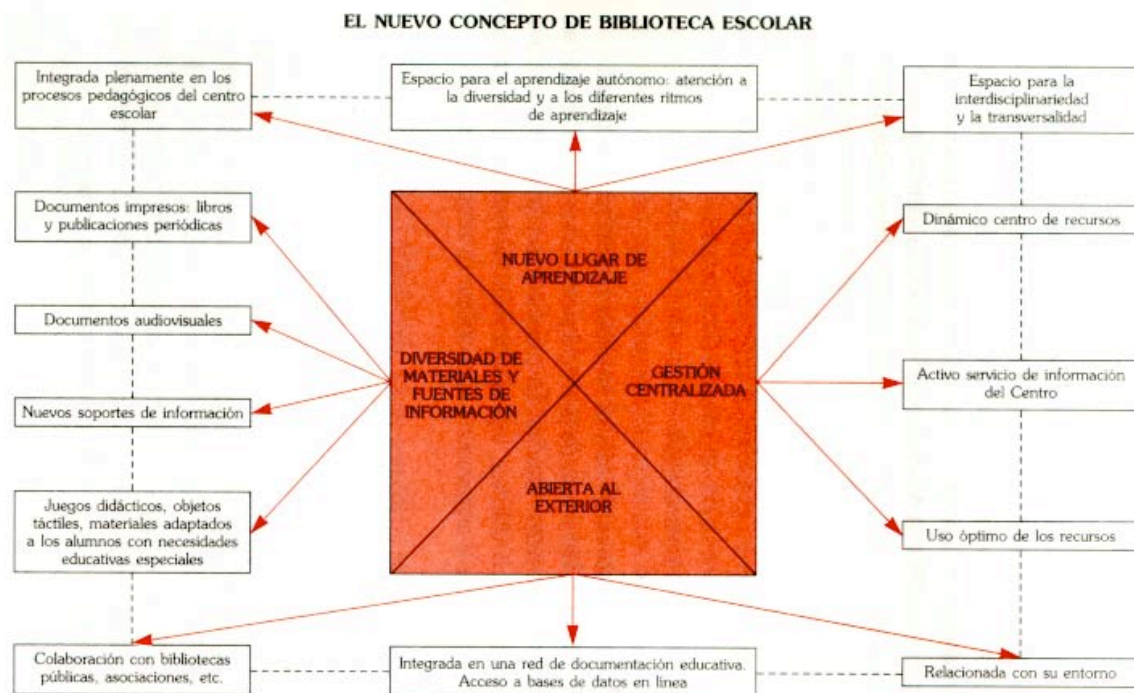 EL NUEVO CONCEPTO DE BIBLIOTECA ESCOLAR
Integrada plenamente en los
procesos pedagógicos del centro
escolar
Espacio para el aprendizaje autónomo: atención a
la diversidad y a los diferentes ritmos
de aprendizaje
Espacio para la
interdisciplinariedad
y la transversalidad
Documentos impresos: libros
y publicaciones periódicas
Documentos audiovisuales
Nuevos soportes de información
Juegos didácticos, objetos
táctiles, materiales adaptados
a los alumnos con necesidades
educativas especiales
NUEVO LUGAR DE
APRENDIZAJE
DIVERSIDAD DE
MATERIALES Y
FUENTES DE
INFORMACIÓN
GESTIÓN
CENTRALIZADA
ABIERTA AL
EXTERIOR
Dinámico centro de recursos
Activo servicio de información
del Centro
Uso óptimo de los recursos
Colaboración con bibliotecas
públicas, asociaciones, etc.
Integrada en una red de documentación educativa.
Acceso a bases de datos en línea
Relacionada con su entorno